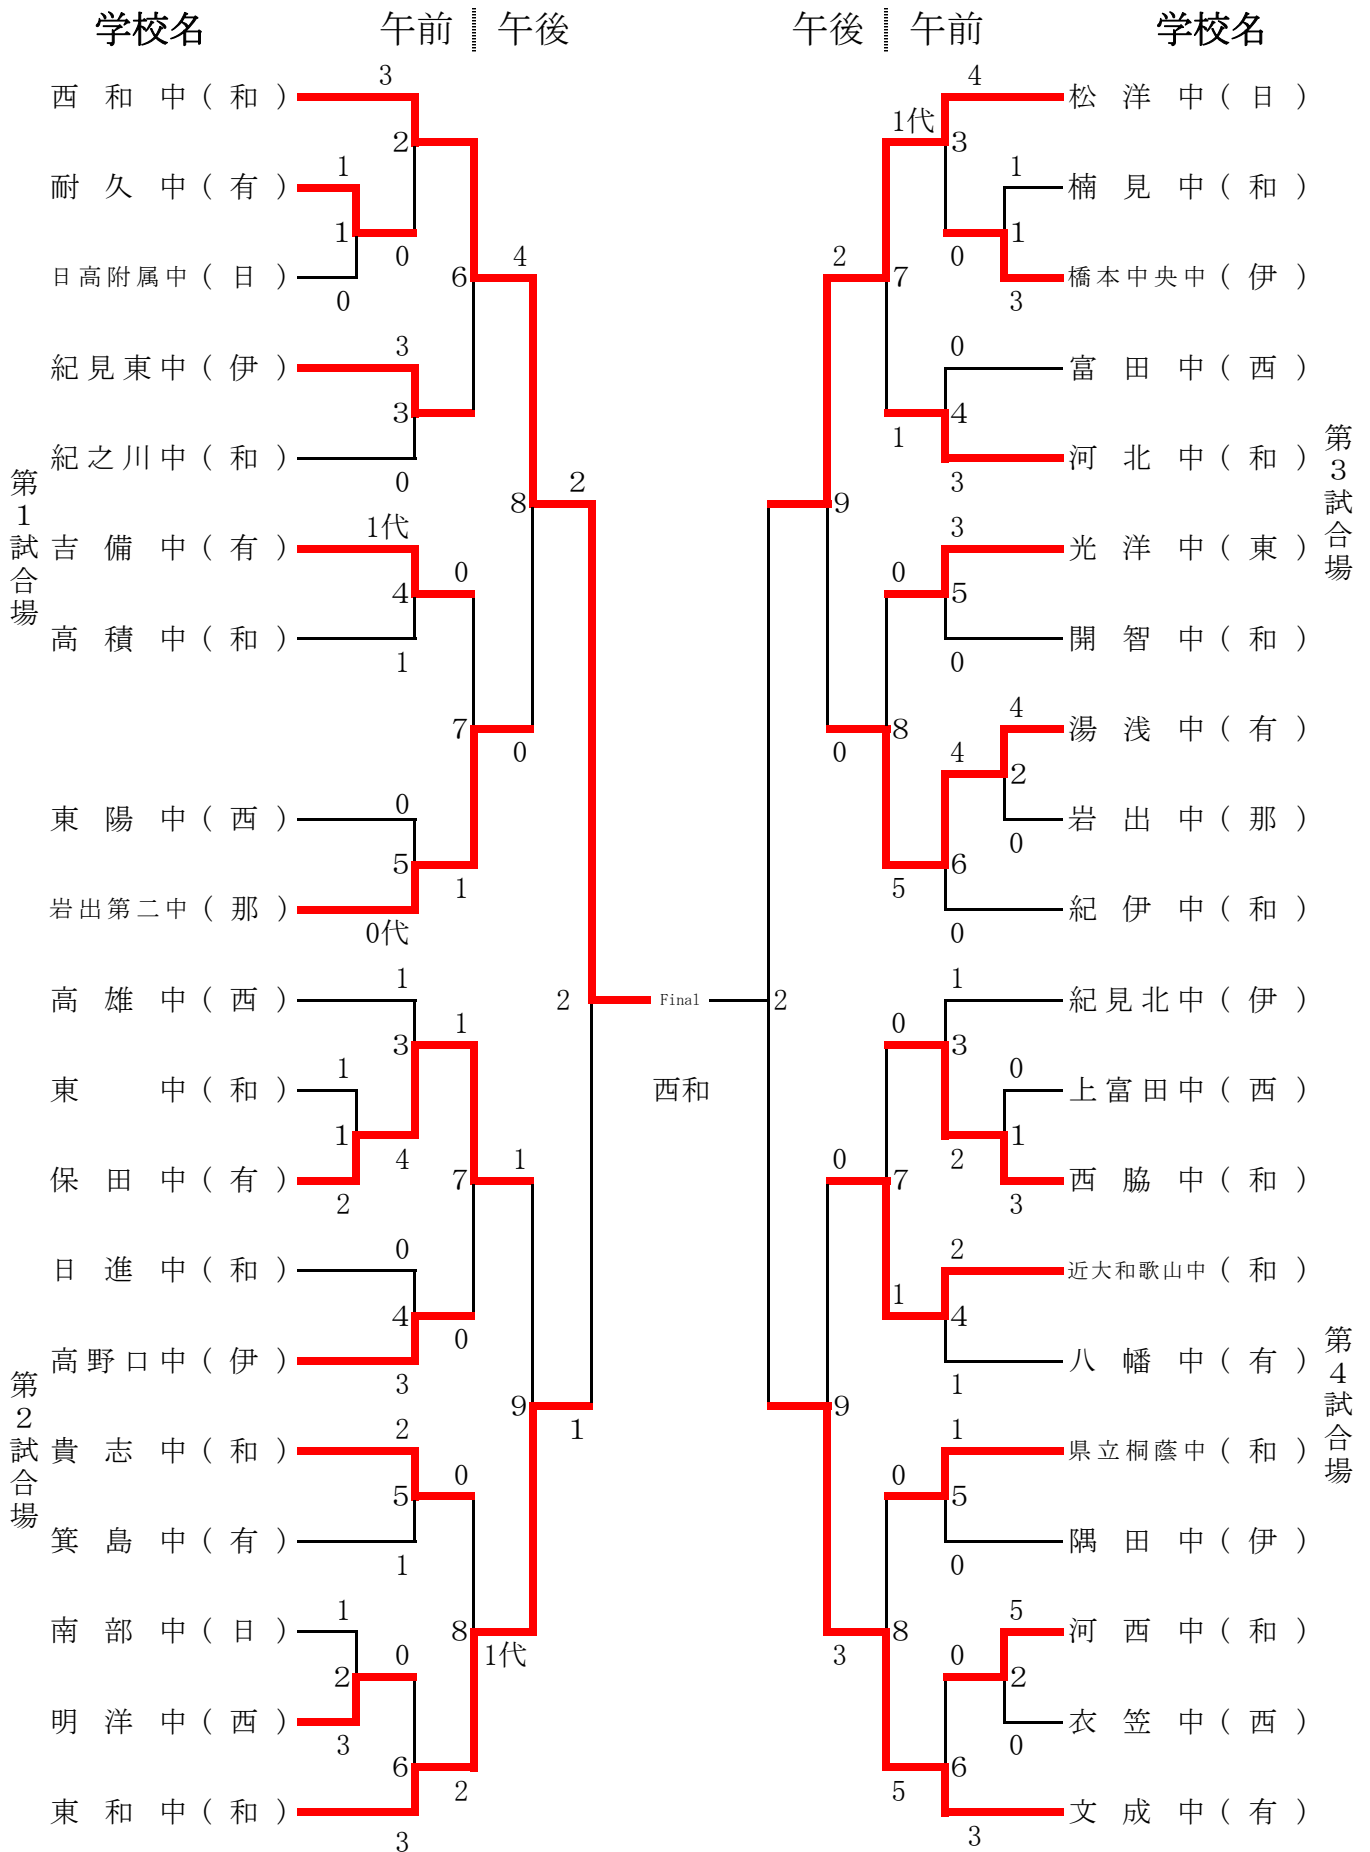 学校名 午前 午後 午後 午前 学校名
3 4
西和中(和) 松洋中(日)
1代
2 3
1 1
耐久中(有) 楠見中(和)
1 1
0 4 2 0
日高附属中(日) 6 7 橋本中央中(伊)
0 3
3 0
紀見東中(伊) 富田中(西)
3 4
1
紀之川中(和) 河北中(和)
0 2 3
8 9
1代 3
吉備中(有) 光洋中(東)
0 0
4 5
高積中(和) 開智中(和)
1 0
4
7 8 湯浅中(有)
0 4 0
2
0
東陽中(西) 岩出中(那)
0
5 6
1 5
岩出第二中(那) 紀伊中(和)
0代 0
第1試合場
第3試合場
1 1
高雄中(西) 2 Final 2 紀見北中(伊)
1 0
3 3
1 0
東中(和) 西和 上富田中(西)
1 1
4 1 0 2
保田中(有) 7 7 西脇中(和)
2 3
0 2
日進中(和) 近大和歌山中(和)
1
4 4
0
高野口中(伊) 八幡中(有)
3 1
9 9
2 1 1
貴志中(和) 県立桐蔭中(和)
0 0
5 5
箕島中(有) 隅田中(伊)
1 0
1 5
南部中(日) 8 8 河西中(和)
0 1代 3 0
2 2
明洋中(西) 衣笠中(西)
3 0
6 6
2 5
東和中(和) 文成中(有)
3 3
第2試合場
第4試合場